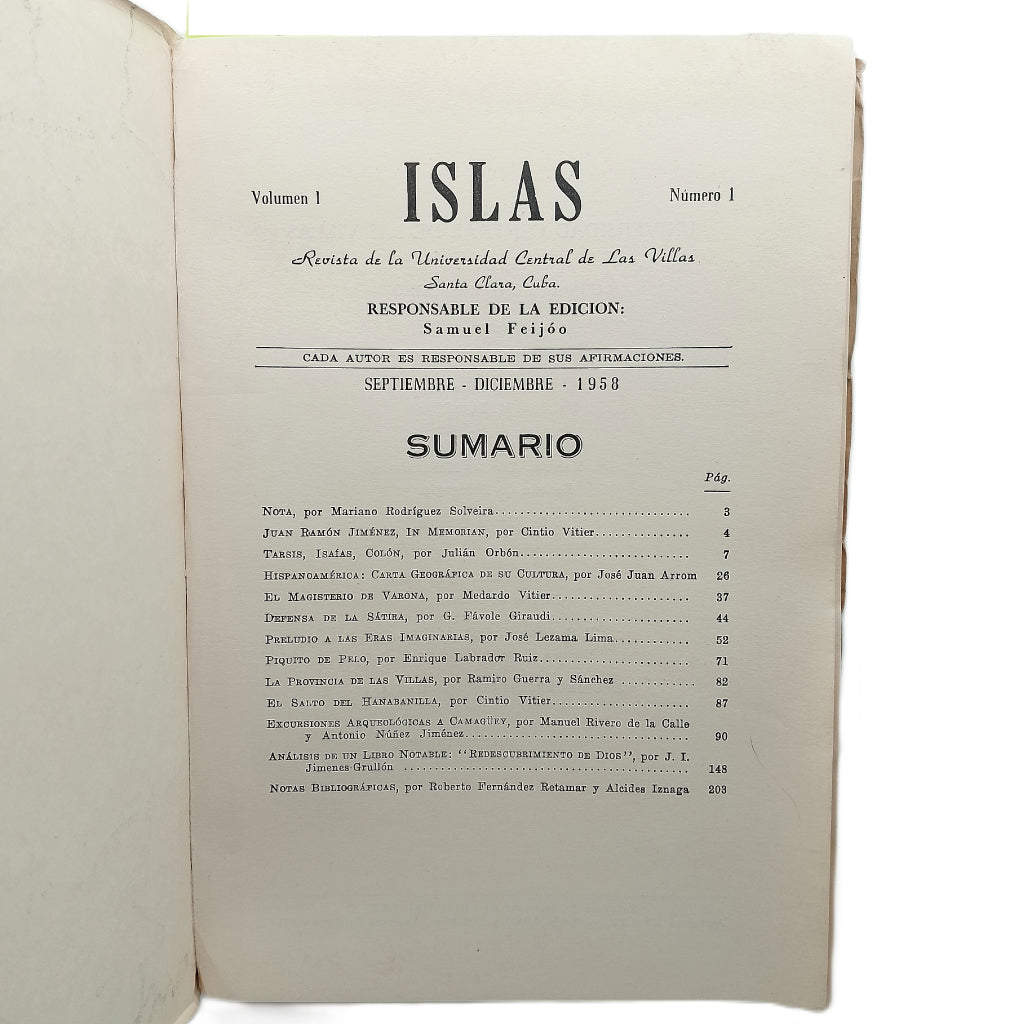 Volumen 1 ISLAS Número 1
Revista de la Universidad Central de Las Villas
Santa Clara, Cuba.
RESPONSABLE DE LA EDICION:
Samuel Feijóo
CADA AUTOR ES RESPONSABLE DE SUS AFIRMACIONES.
SEPTIEMBRE - DICIEMBRE - 1958
SUMARIO
Pág.
NOTA, por Mariano Rodríguez Solveira.............................. 3
JUAN RAMÓN JIMÉNEZ, IN MEMORIAN, por Cintio Vitier............... 4
TARSIS, ISAÍAS, COLÓN, por Julián Orbón............................ 7
HISPANOAMÉRICA: CARTA GEOGRÁFICA DE SU CULTURA, por José Juan Arrom 26
EL MAGISTERIO DE VARONA, por Medardo Vitier....................... 37
DEFENSA DE LA SÁTIRA, por G. Fávole Giraudi....................... 44
PRELUDIO A LAS ERAS IMAGINARIAS, por José Lezama Lima............. 52
PIQUITO DE PELO, por Enrique Labrador Ruiz......................... 71
LA PROVINCIA DE LAS VILLAS, por Ramiro Guerra y Sánchez ............ 82
EL SALTO DEL HANABANILLA, por Cintio Vitier....................... 87
EXCURSIONES ARQUEOLÓGICAS A CAMAGÜEY, por Manuel Rivero de la Calle
y Antonio Núñez Jiménez..................................... 90
ANÁLISIS DE UN LIBRO NOTABLE: "REDESCUBRIMIENTO DE DIOS", por J. I.
Jimenes Grullón ............................................... 148
NOTAS BIBLIOGRÁFICAS, por Roberto Fernández Retamar y Alcides Iznaga 203